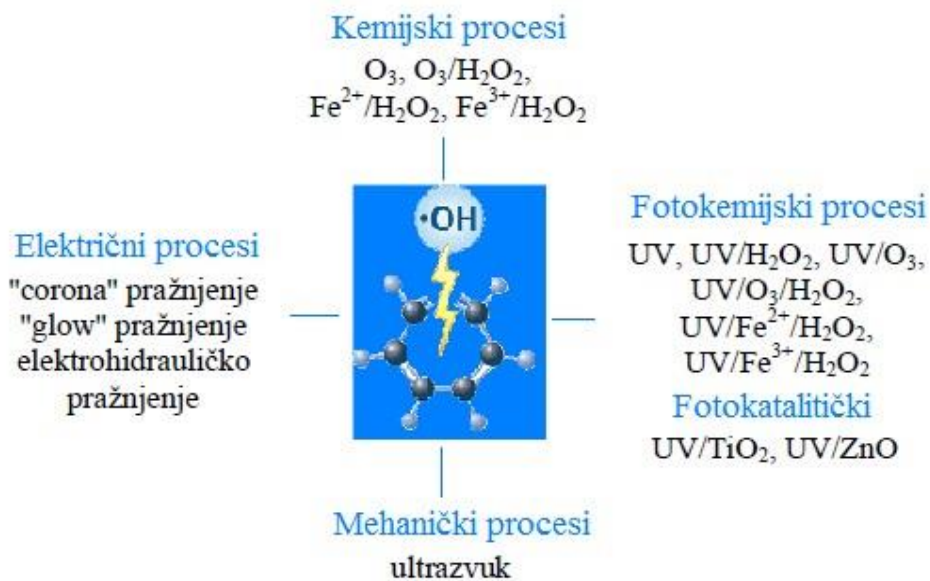 Kemijski procesi
O₃, O₃/H₂O₂,
Fe²⁺/H₂O₂, Fe³⁺/H₂O₂
·OH
Električni procesi
"corona" pražnjenje
"glow" pražnjenje
elektrohidrauličko
pražnjenje
Fotokemijski procesi
UV, UV/H₂O₂, UV/O₃,
UV/O₃/H₂O₂,
UV/Fe²⁺/H₂O₂,
UV/Fe³⁺/H₂O₂
Fotokatalitički
UV/TiO₂, UV/ZnO
Mehanički procesi
ultrazvuk